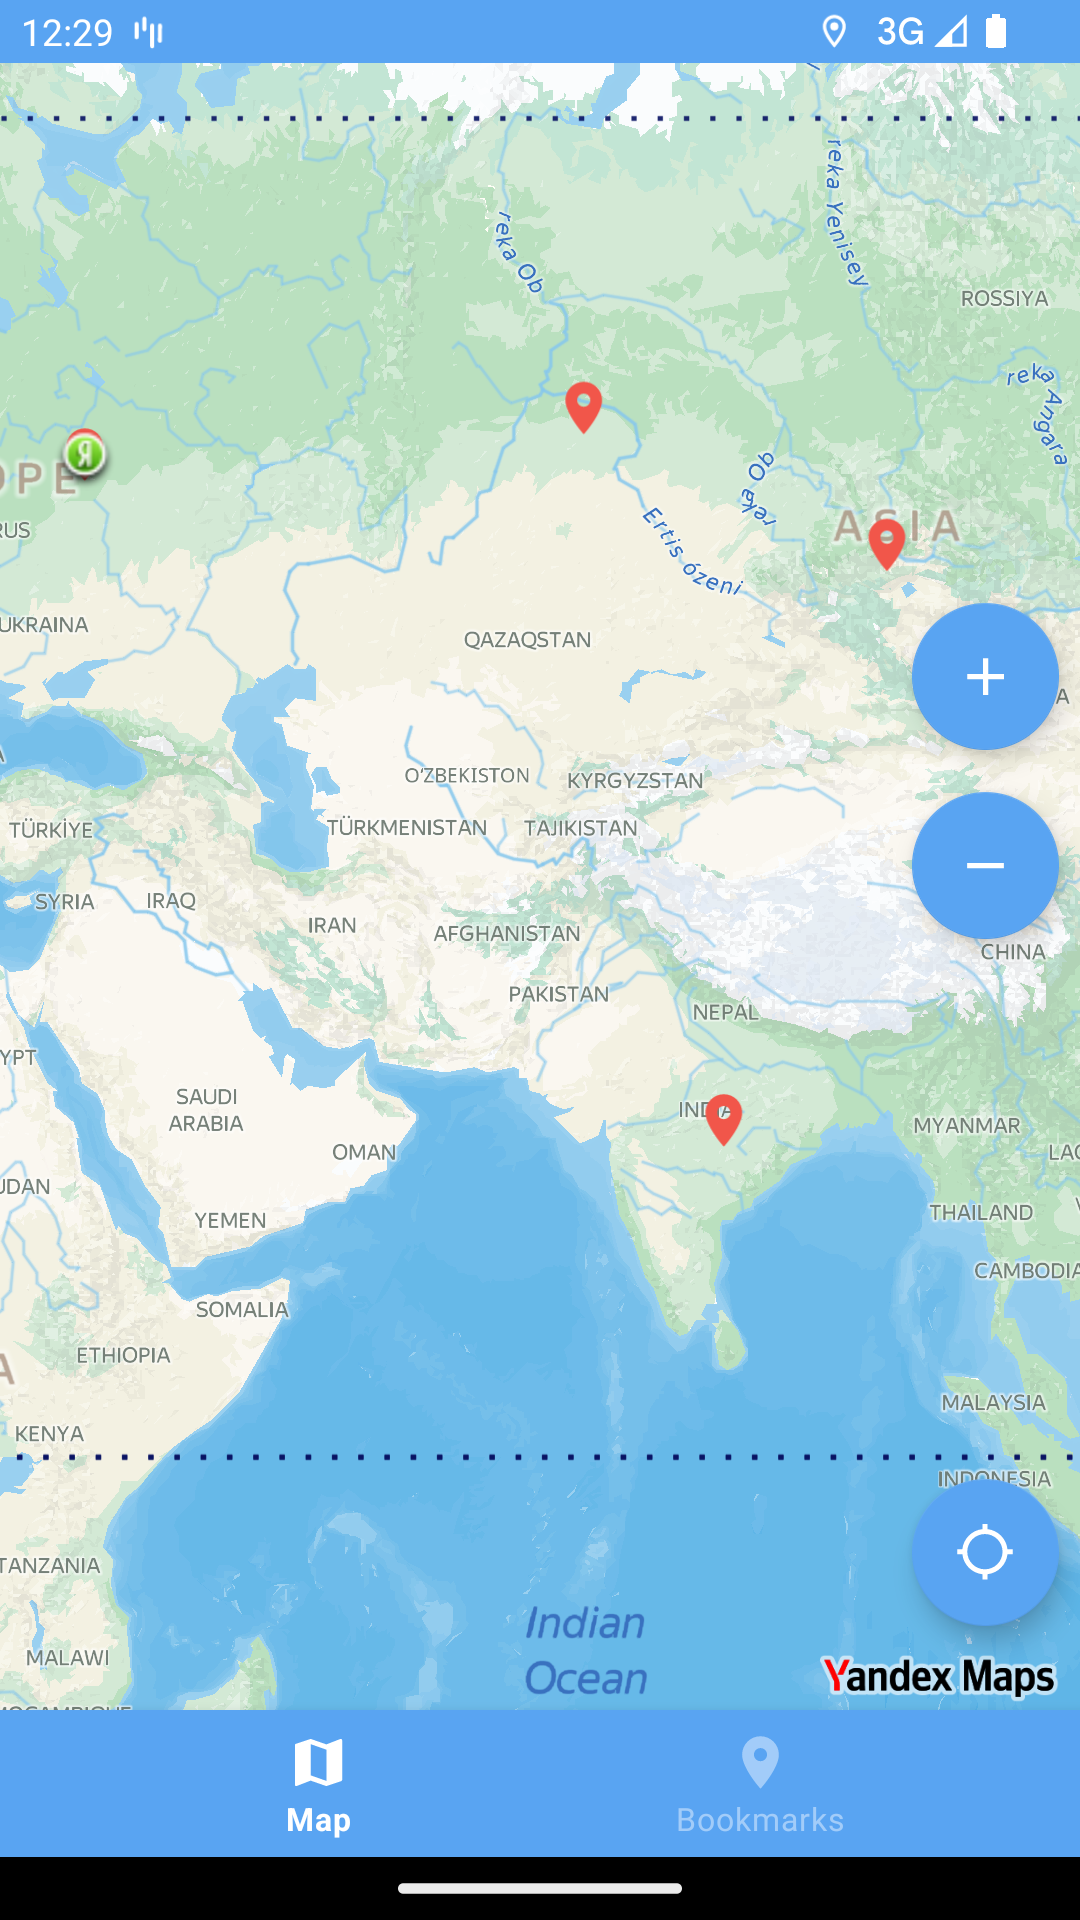 12:29
3G
reka Ob
reka Yenisey
ROSSIYA
reka Angara
OPE
RUS
reka Ob
ASIA
Ertis ózeni
UKRAINA
QAZAQSTAN
A
O'ZBEKISTON
KYRGYZSTAN
TÜRKİYE
TÜRKMENISTAN
TAJIKISTAN
SYRIA
IRAQ
IRAN
AFGHANISTAN
CHINA
PAKISTAN
NEPAL
YPT
SAUDI
ARABIA
INDIA
MYANMAR
OMAN
LAO
UDAN
YEMEN
THAILAND
CAMBODIA
SOMALIA
ETHIOPIA
A
MALAYSIA
KENYA
INDONESIA
TANZANIA
Indian
Ocean
MALAWI
Yandex Maps
Map
Bookmarks